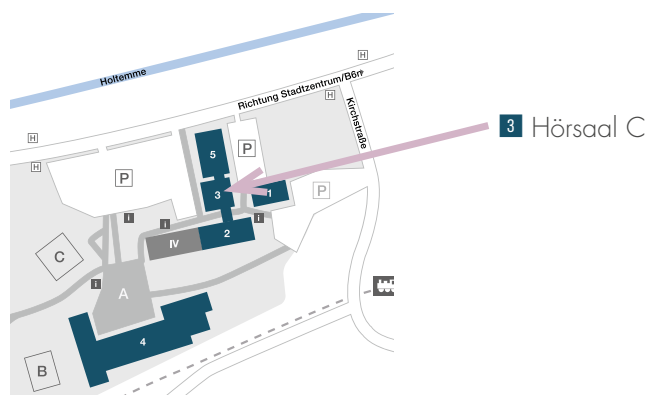 H
Holtemme
Richtung Stadtzentrum/B6n
H
Kirchstraße
3 Hörsaal C
H
H
5
P
P
3
1
P
i
i
i
2
IV
C
i
A
4
B